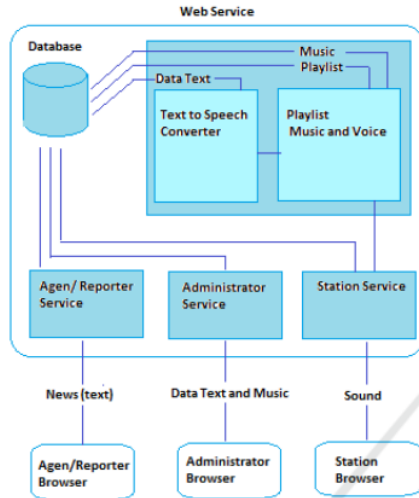 Web Service
Database
Music
Playlist
Data Text
Text to Speech
Converter
Playlist
Music and Voice
Agen/ Reporter
Service
Administrator
Service
Station Service
News (text)
Data Text and Music
Sound
Agen/Reporter
Browser
Administrator
Browser
Station
Browser